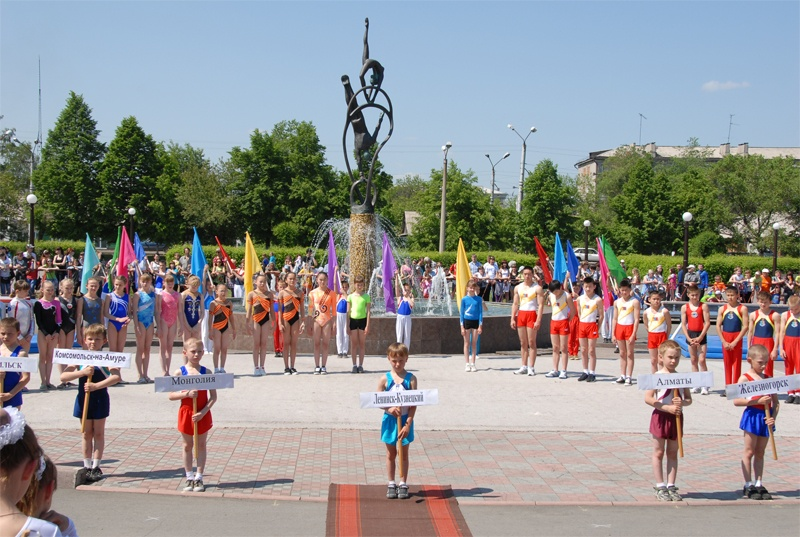 льск
Комсомольск-на-Амуре
Монголия
Ленинск-Кузнецкий
Алматы
Железногорск